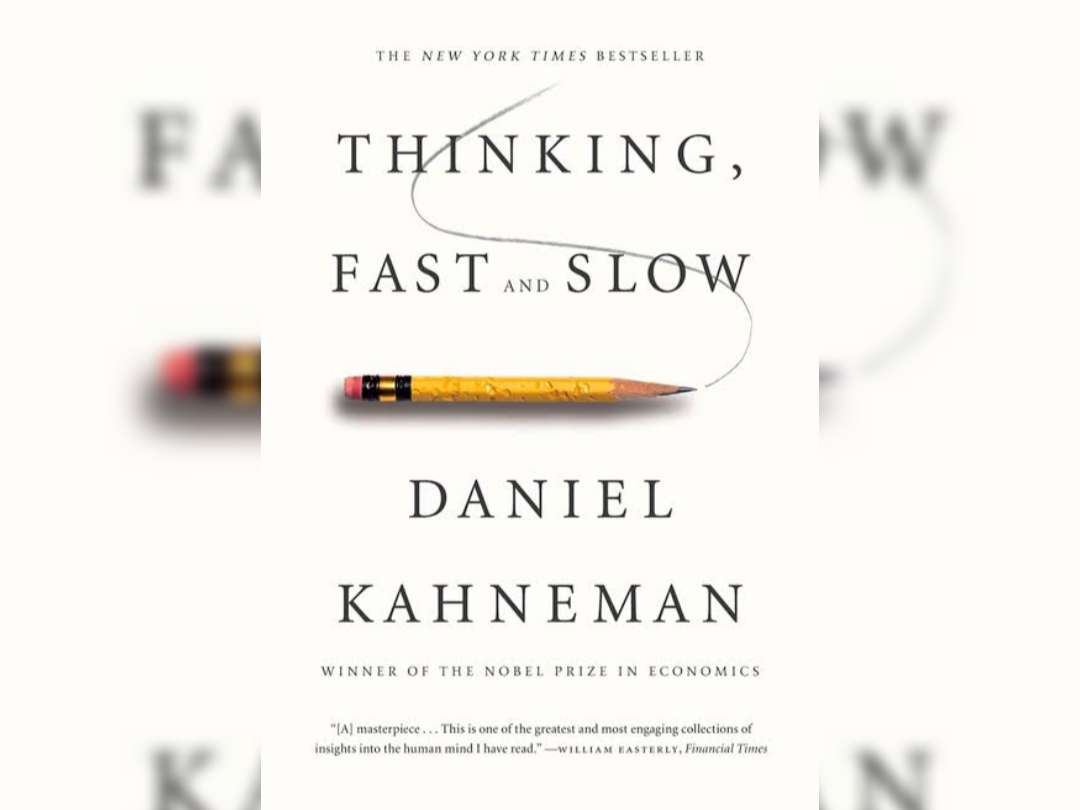 THE NEW YORK TIMES BESTSELLER
THINKING,
FAST AND SLOW
DANIEL
KAHNEMAN
WINNER OF THE NOBEL PRIZE IN ECONOMICS
“[A] masterpiece . . . This is one of the greatest and most engaging collections of
insights into the human mind I have read.” —WILLIAM EASTERLY, Financial Times